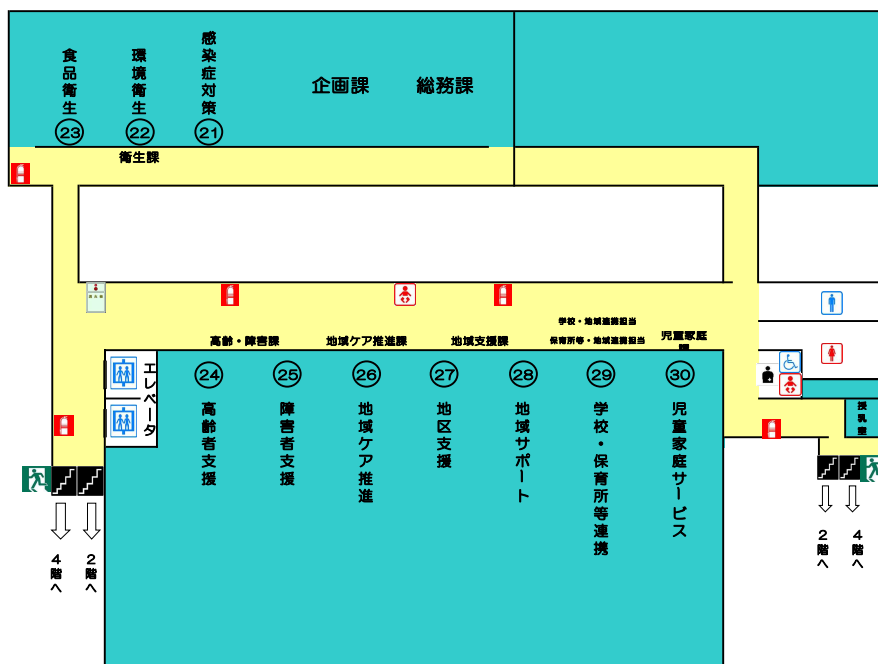 食品衛生
㉓
環境衛生
㉒
感染症対策
㉑
企画課
総務課
衛生課
高齢・障害課
地域ケア推進課
地域支援課
学校・地域連携担当
保育所等・地域連携担当
児童家庭課
エレベータ
㉔
高齢者支援
㉕
障害者支援
㉖
地域ケア推進
㉗
地区支援
㉘
地域サポート
㉙
学校・保育所等連携
㉚
児童家庭サービス
授乳室
4階へ
2階へ
2階へ
4階へ